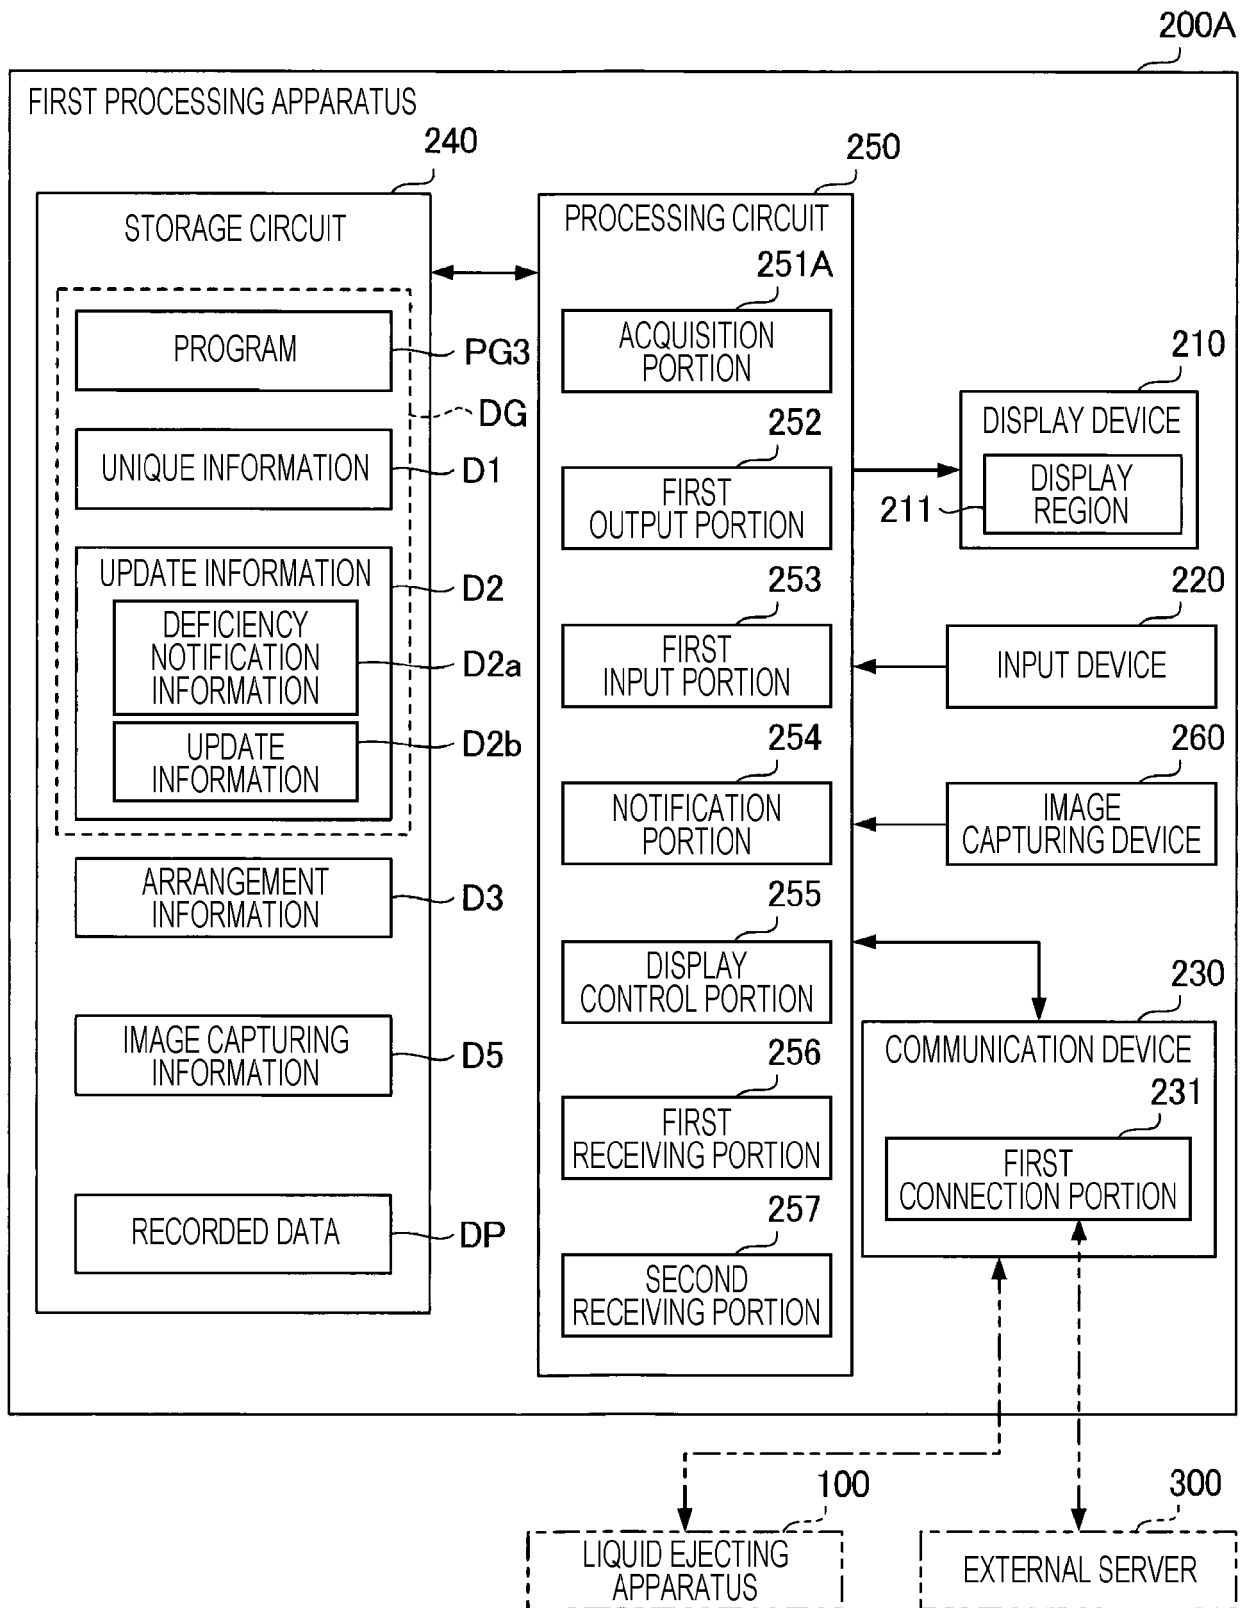 200A
FIRST PROCESSING APPARATUS
240
STORAGE CIRCUIT
PROGRAM
PG3
DG
UNIQUE INFORMATION
D1
UPDATE INFORMATION
D2
DEFICIENCY
NOTIFICATION
INFORMATION
D2a
UPDATE
INFORMATION
D2b
ARRANGEMENT
INFORMATION
D3
IMAGE CAPTURING
INFORMATION
D5
RECORDED DATA
DP
250
PROCESSING CIRCUIT
251A
ACQUISITION
PORTION
252
FIRST
OUTPUT PORTION
253
FIRST
INPUT PORTION
254
NOTIFICATION
PORTION
255
DISPLAY
CONTROL PORTION
256
FIRST
RECEIVING PORTION
257
SECOND
RECEIVING PORTION
210
DISPLAY DEVICE
211
DISPLAY
REGION
220
INPUT DEVICE
260
IMAGE
CAPTURING DEVICE
230
COMMUNICATION DEVICE
231
FIRST
CONNECTION PORTION
100
LIQUID EJECTING
APPARATUS
300
EXTERNAL SERVER